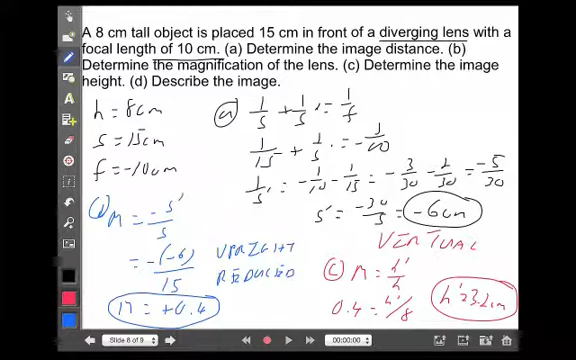 A 8 cm tall object is placed 15 cm in front of a diverging lens with a
focal length of 10 cm. (a) Determine the image distance. (b)
Determine the magnification of the lens. (c) Determine the image
height. (d) Describe the image.
h = 8cm
s = 15cm
f = -10cm
(a) 1/s + 1/s' = 1/f
1/15 + 1/s' = -1/10
1/s' = -1/10 - 1/15 = -3/30 - 2/30 = -5/30
s' = -30/5 = -6cm
VIRTUAL
M = -s'/s
= -(-6)/15
M = +0.4
UPRIGHT
REDUCED
(c) M = h'/h
0.4 = h'/8
h' = 3.2cm
Slide 8 of 9
00:00:00